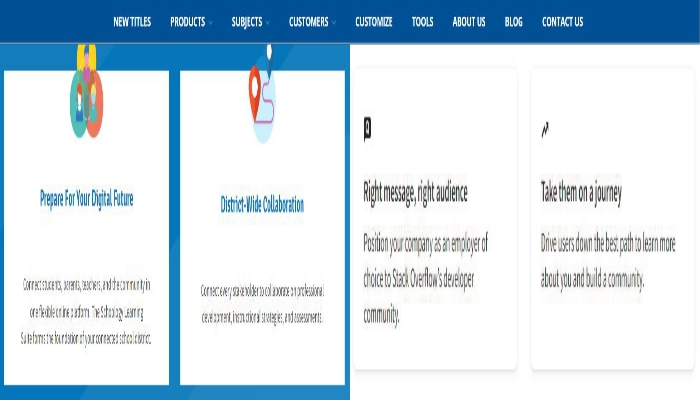 NEW TITLES PRODUCTS SUBJECTS CUSTOMERS CUSTOMIZE TOOLS ABOUT US BLOG CONTACT US
Prepare For Your Digital Future
Connect students, parents, teachers, and the community in
one flexible online platform. The Schoology Learning
Suite forms the foundation of your connected school district.
District-Wide Collaboration
Connect every stakeholder to collaborate on professional
development, instructional strategies, and assessments.
Right message, right audience
Position your company as an employer of
choice to Stack Overflow's developer
community.
Take them on a journey
Drive users down the best path to learn more
about you and build a community.